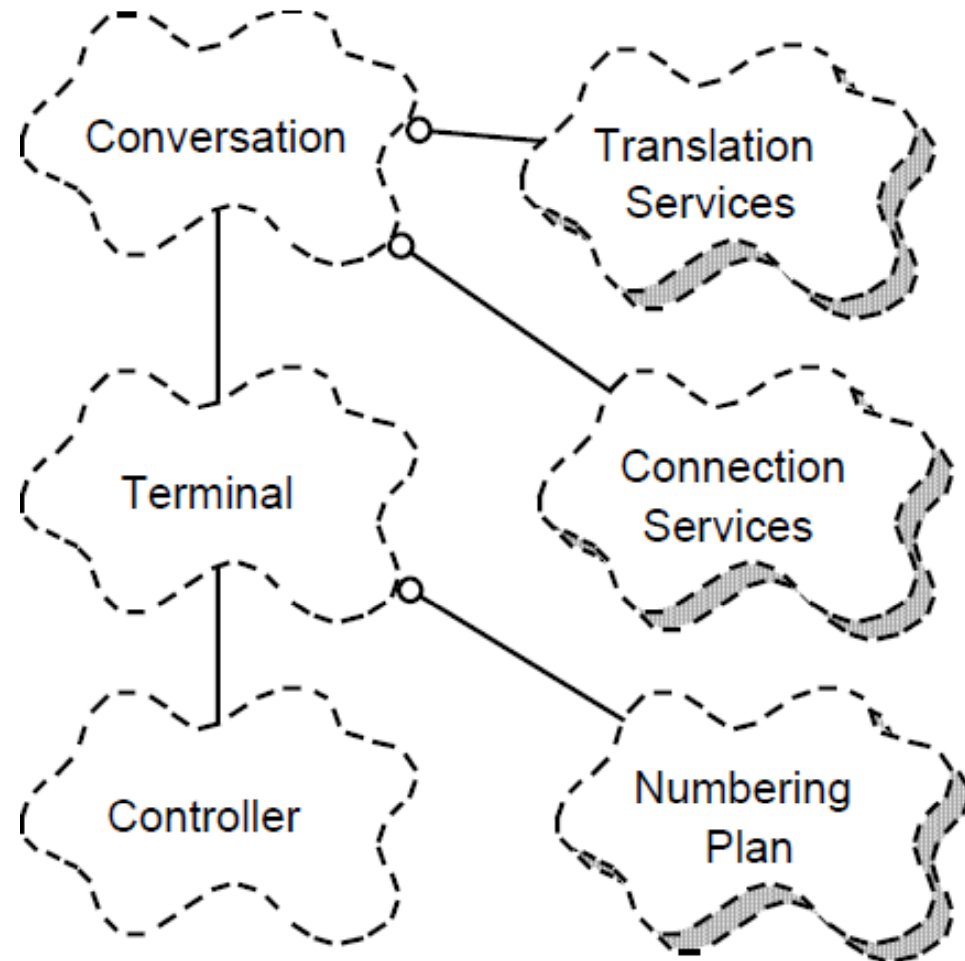 Conversation
Translation
Services
Terminal
Connection
Services
Controller
Numbering
Plan